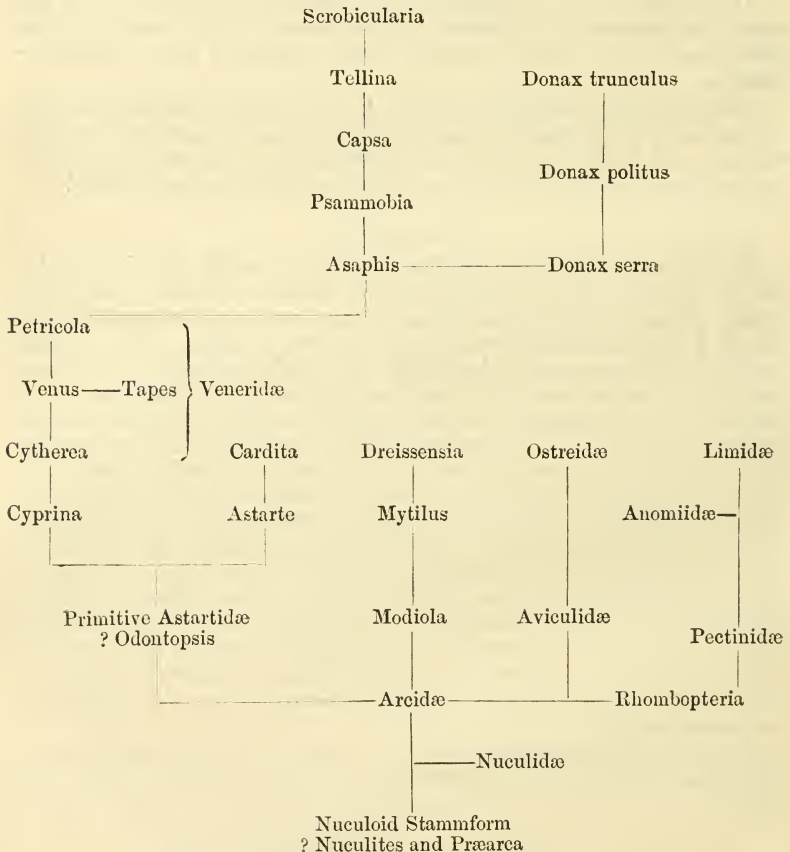 Scrobicularia
Tellina Donax trunculus
Capsa
Donax politus
Psammobia
Asaphis Donax serra
Petricola
Venus Tapes Veneridæ
Cytherea Cardita Dreissensia Ostreidæ Limidæ
Cyprina Astarte Mytilus Anomiidæ
Primitive Astartidæ Modiola Aviculidæ
? Odontopsis Pectinidæ
Arcidæ Rhombopteria
Nuculidæ
Nuculoid Stammform
? Nuculites and Præarca